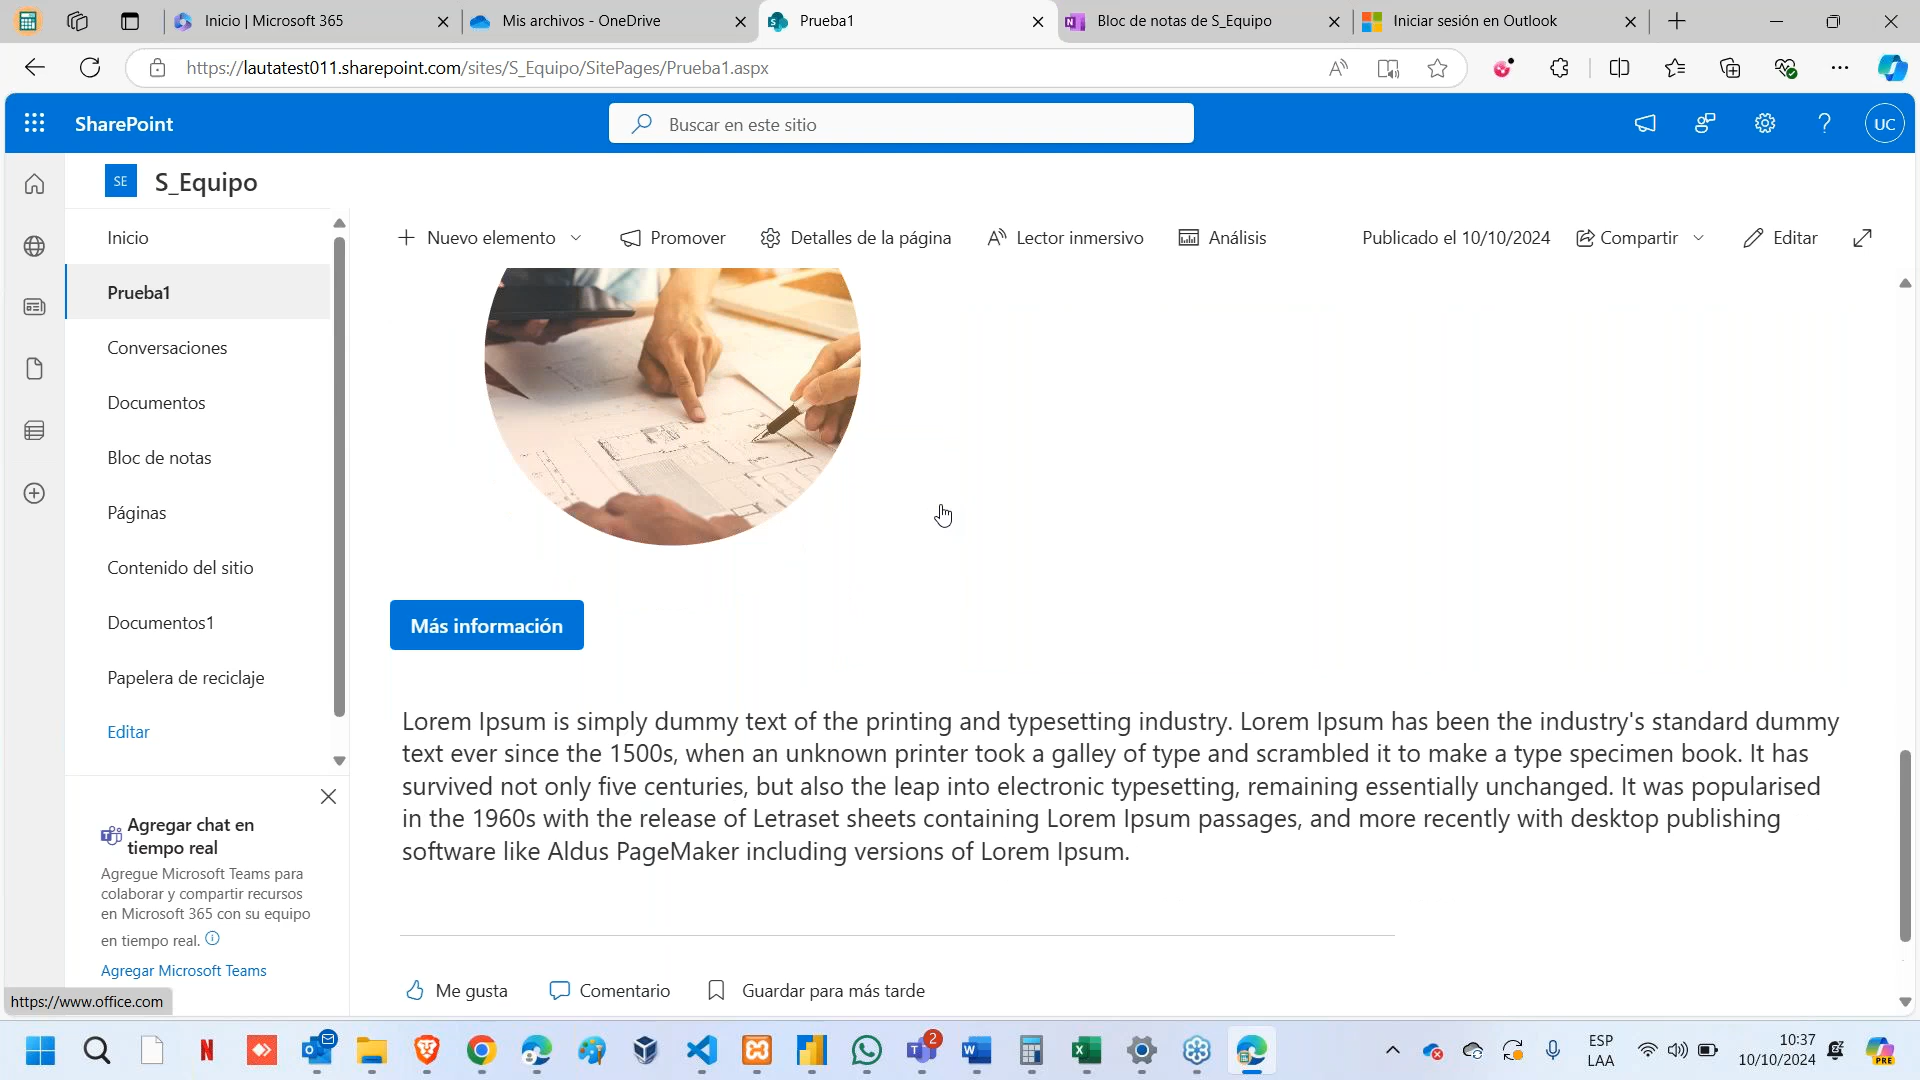 Inicio | Microsoft 365
Mis archivos - OneDrive
Prueba1
Bloc de notas de S_Equipo
Iniciar sesión en Outlook
https://lautatest011.sharepoint.com/sites/S_Equipo/SitePages/Prueba1.aspx
SharePoint
Buscar en este sitio
UC
SE
S_Equipo
Inicio
Prueba1
Conversaciones
Documentos
Bloc de notas
Páginas
Contenido del sitio
Documentos1
Papelera de reciclaje
Editar
Agregar chat en
tiempo real
Agregue Microsoft Teams para
colaborar y compartir recursos
en Microsoft 365 con su equipo
en tiempo real.
Agregar Microsoft Teams
https://www.office.com
Nuevo elemento
Promover
Detalles de la página
Lector inmersivo
Análisis
Publicado el 10/10/2024
Compartir
Editar
Más información
Lorem Ipsum is simply dummy text of the printing and typesetting industry. Lorem Ipsum has been the industry's standard dummy
text ever since the 1500s, when an unknown printer took a galley of type and scrambled it to make a type specimen book. It has
survived not only five centuries, but also the leap into electronic typesetting, remaining essentially unchanged. It was popularised
in the 1960s with the release of Letraset sheets containing Lorem Ipsum passages, and more recently with desktop publishing
software like Aldus PageMaker including versions of Lorem Ipsum.
Me gusta
Comentario
Guardar para más tarde
2
ESP
LAA
10:37
10/10/2024
PRE